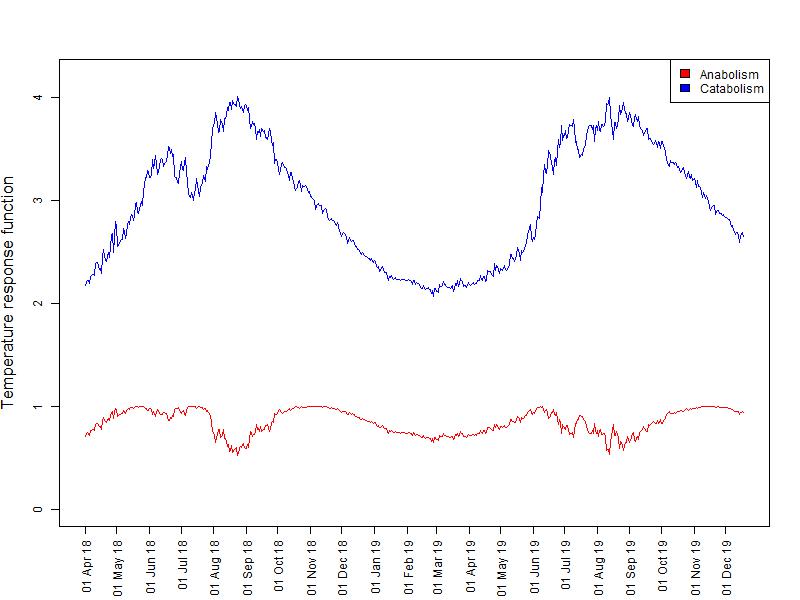 Anabolism
Catabolism
Temperature response function
4
3
2
1
0
01 Apr 18
01 May 18
01 Jun 18
01 Jul 18
01 Aug 18
01 Sep 18
01 Oct 18
01 Nov 18
01 Dec 18
01 Jan 19
01 Feb 19
01 Mar 19
01 Apr 19
01 May 19
01 Jun 19
01 Jul 19
01 Aug 19
01 Sep 19
01 Oct 19
01 Nov 19
01 Dec 19